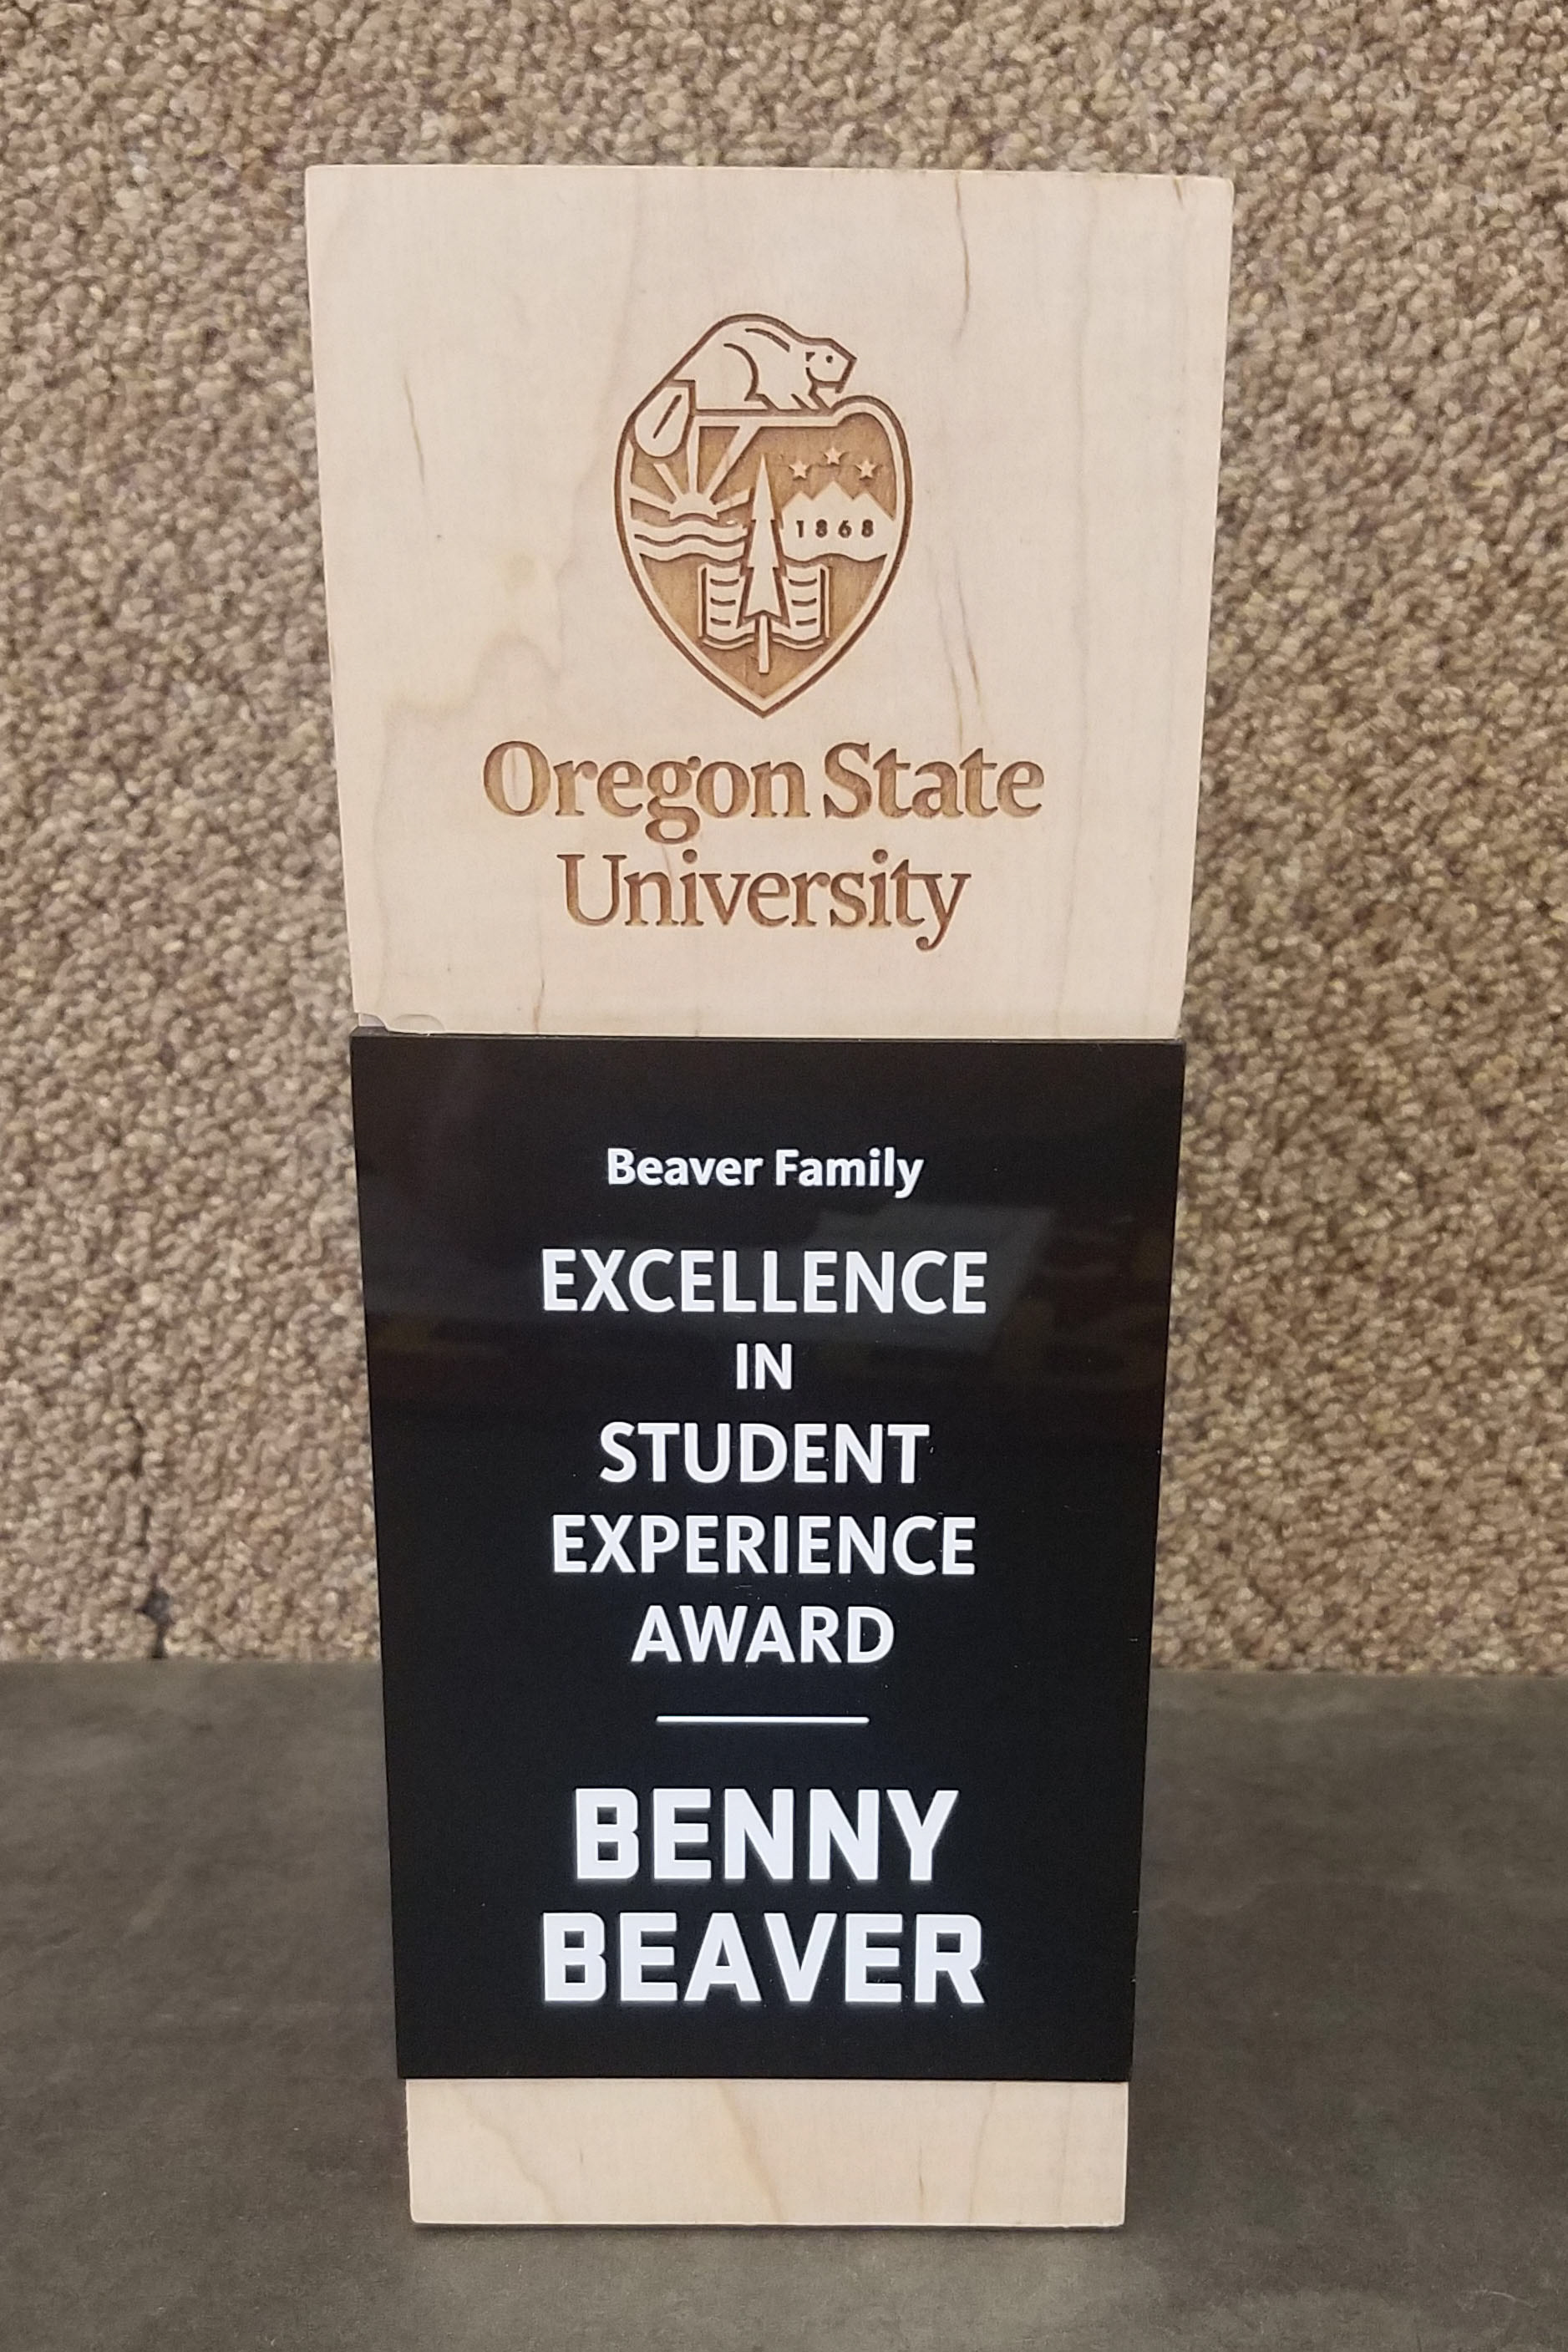 1868
Oregon State
University
Beaver Family
EXCELLENCE
IN
STUDENT
EXPERIENCE
AWARD
BENNY
BEAVER